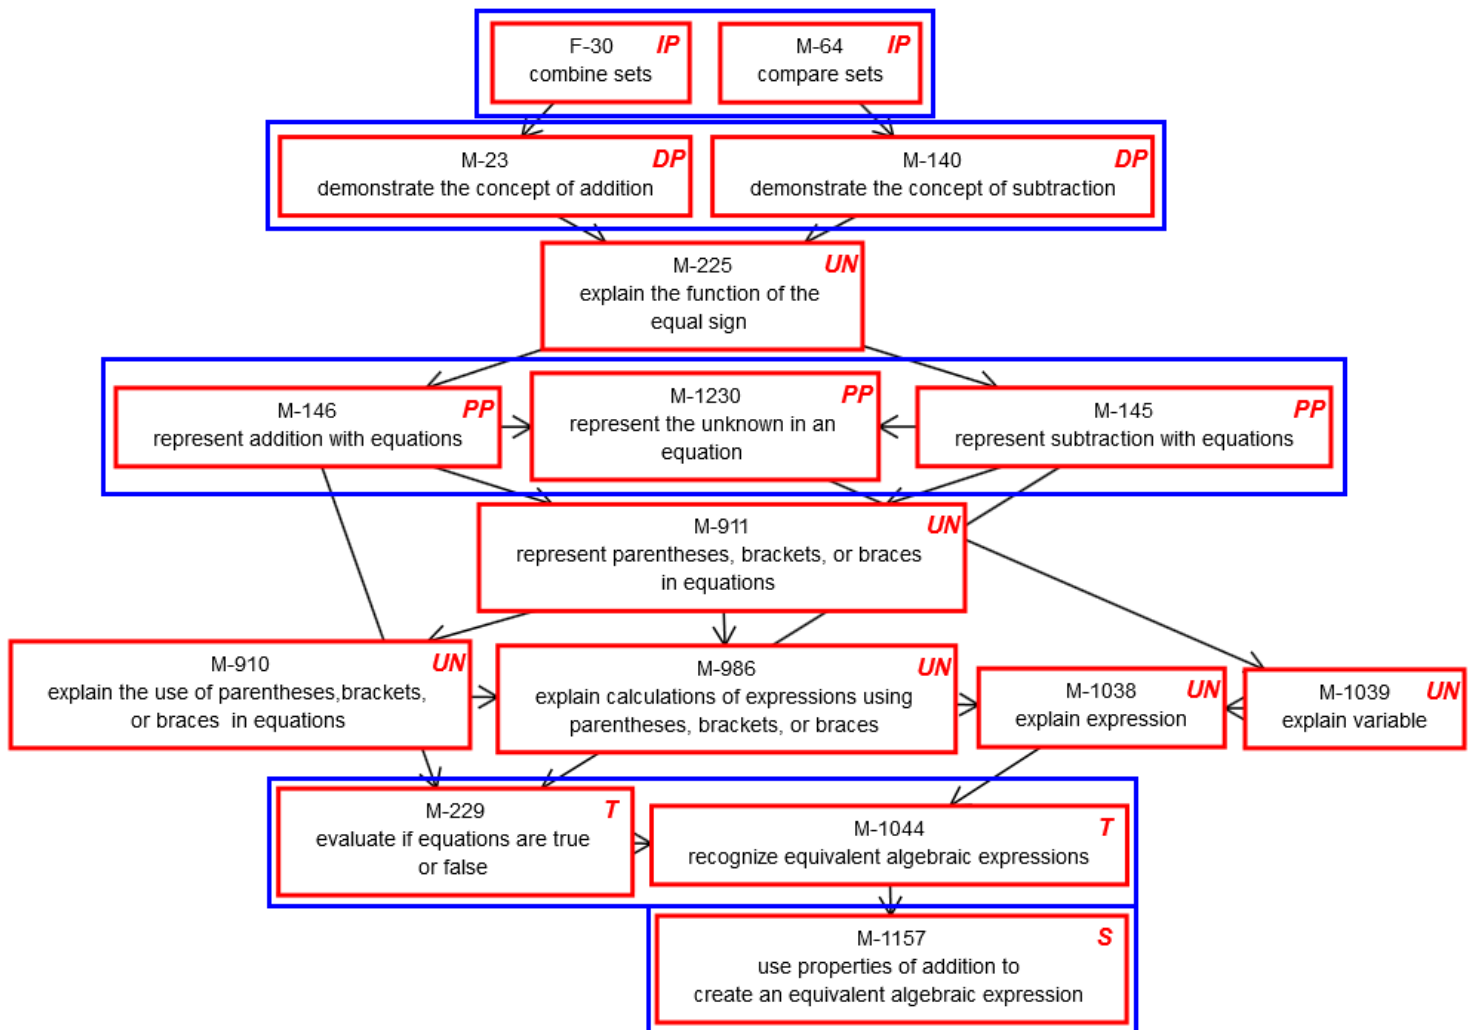 F-30 IP
combine sets
M-64 IP
compare sets
M-23 DP
demonstrate the concept of addition
M-140 DP
demonstrate the concept of subtraction
M-225 UN
explain the function of the
equal sign
M-146 PP
represent addition with equations
M-1230 PP
represent the unknown in an
equation
M-145 PP
represent subtraction with equations
M-911 UN
represent parentheses, brackets, or braces
in equations
M-910 UN
explain the use of parentheses,brackets,
or braces in equations
M-986 UN
explain calculations of expressions using
parentheses, brackets, or braces
M-1038 UN
explain expression
M-1039 UN
explain variable
M-229 T
evaluate if equations are true
or false
M-1044 T
recognize equivalent algebraic expressions
M-1157 S
use properties of addition to
create an equivalent algebraic expression